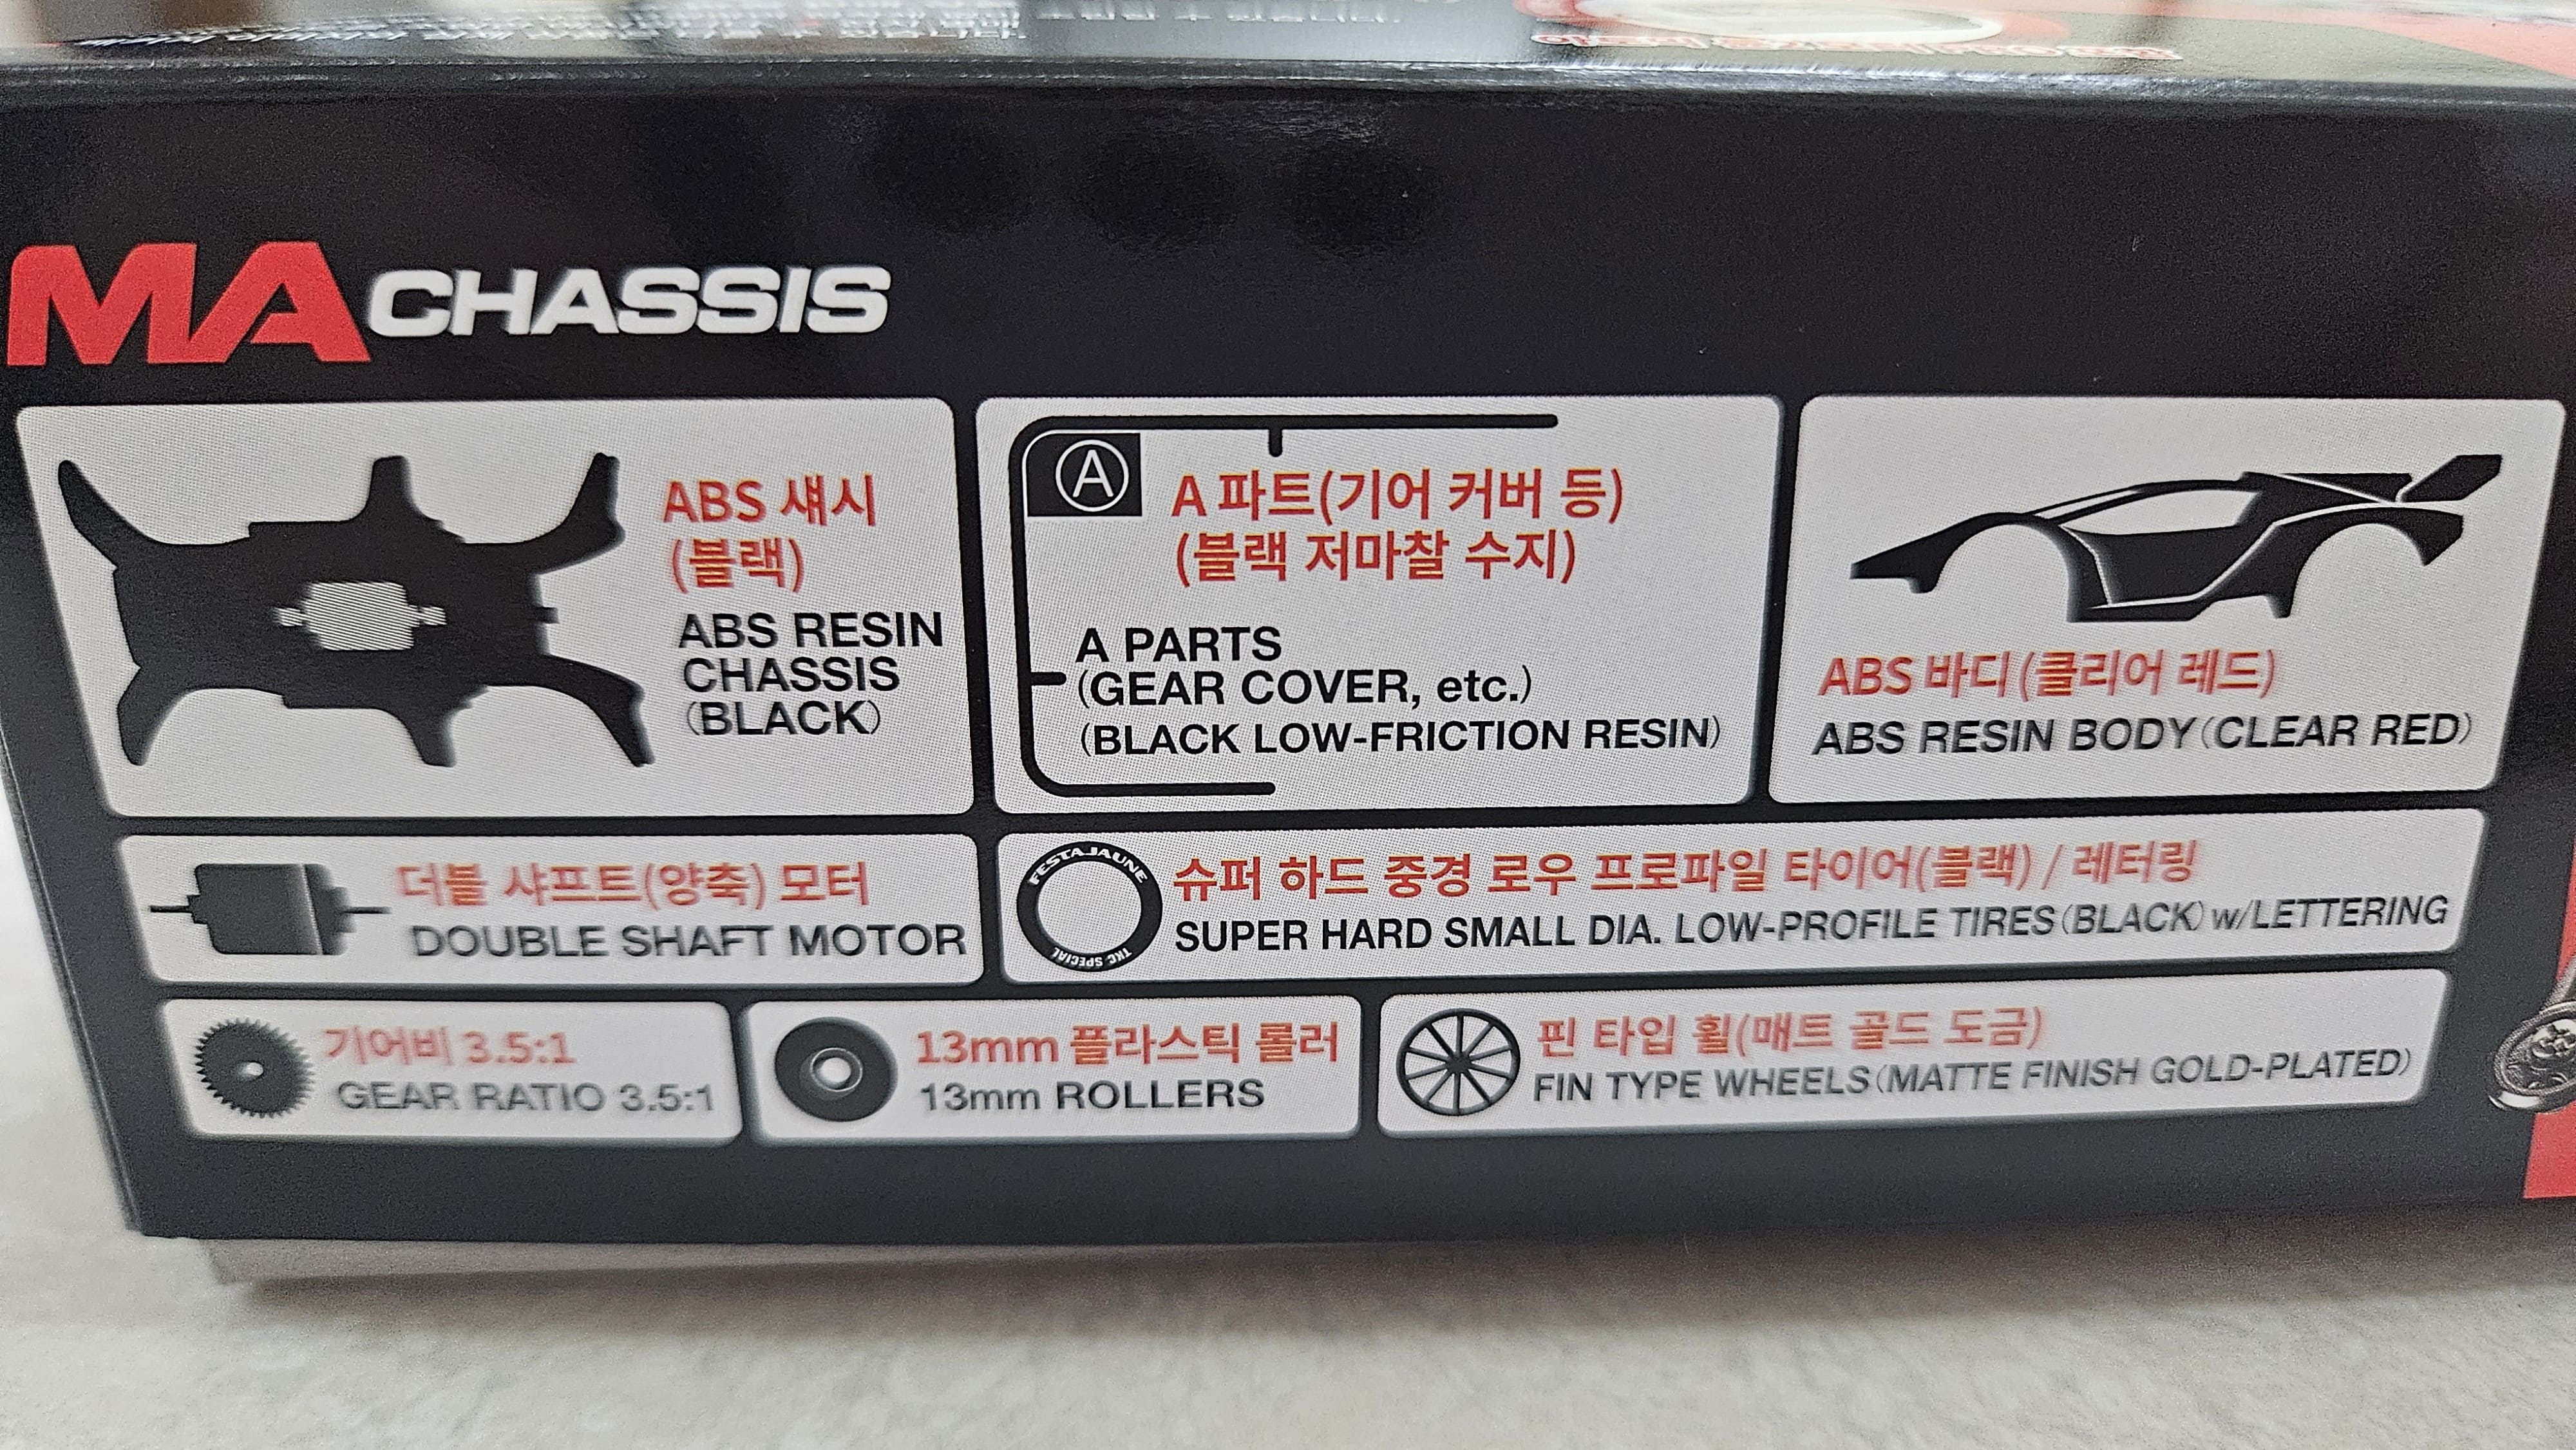 MA CHASSIS
ABS 섀시
(블랙)
ABS RESIN
CHASSIS
(BLACK)
A
A 파트(기어 커버 등)
(블랙 저마찰 수지)
A PARTS
(GEAR COVER, etc.)
(BLACK LOW-FRICTION RESIN)
ABS 바디(클리어 레드)
ABS RESIN BODY(CLEAR RED)
더블 샤프트(양축) 모터
DOUBLE SHAFT MOTOR
FESTA JAUNE
TKC SPECIAL
슈퍼 하드 중경 로우 프로파일 타이어(블랙) / 레터링
SUPER HARD SMALL DIA. LOW-PROFILE TIRES(BLACK) w/LETTERING
기어비 3.5:1
GEAR RATIO 3.5:1
13mm 플라스틱 롤러
13mm ROLLERS
핀 타입 휠(매트 골드 도금)
FIN TYPE WHEELS(MATTE FINISH GOLD-PLATED)